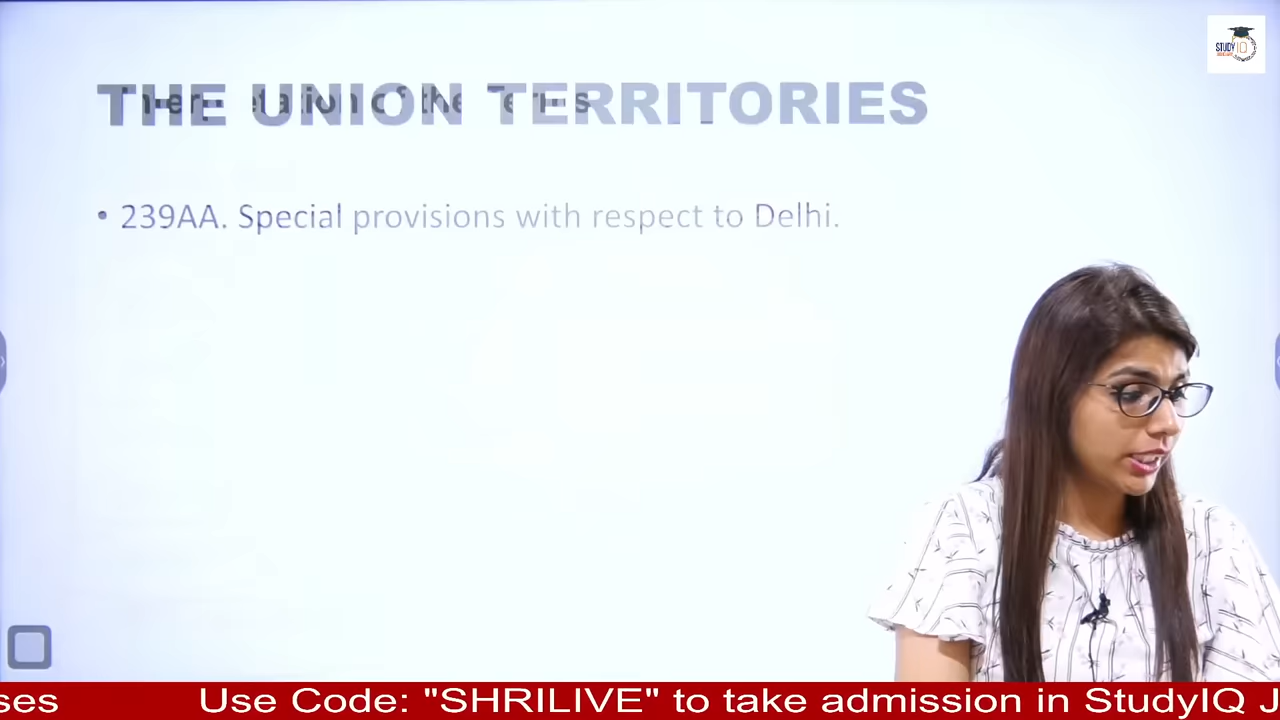 STUDY IQ
THE UNION TERRITORIES
• 239AA. Special provisions with respect to Delhi.
ses Use Code: "SHRILIVE" to take admission in StudyIQ J